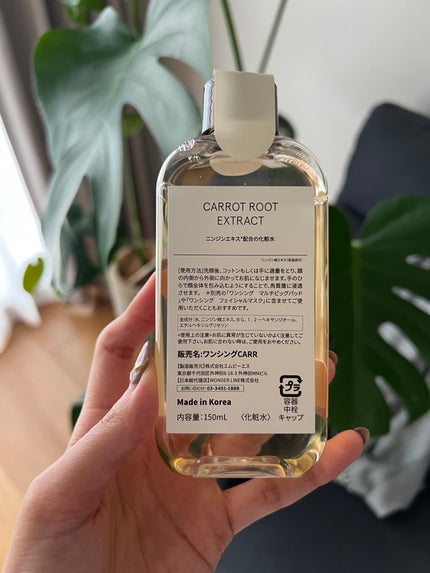 CARROT ROOT
EXTRACT
ニンジンエキス*配合の化粧水
*ニンジン根エキス(保湿成分)
[使用方法]洗顔後、コットンもしくは手に適量をとり、顔
の内側から外側に向かってお肌になじませます。手のひ
らで顔全体を包み込むようにすることで、角質層に浸透
させます。 *別売の「ワンシング マルチビッグパッド
」や「ワンシング フェイシャルマスク」に含ませてご使
用いただくこともおすすめです。
全成分:水、ニンジン根エキス、BG、1,2-ヘキサンジオール、
エチルヘキシルグリセリン
<使用上の注意>お肌に異常が生じていないかよく注意してご
使用下さい。お肌に合わない時は、ご使用をおやめください。
販売名:ワンシングCARR
【製造販売元】株式会社エムビーエス
東京都千代田区外神田6-16-3 外神田HNビル
【日本総代理店】WONDER LINE株式会社
お問い合わせ 03-3401-5888
Made in Korea
内容量:150mL 〈化粧水〉
プラ
容器
中栓
キャップ